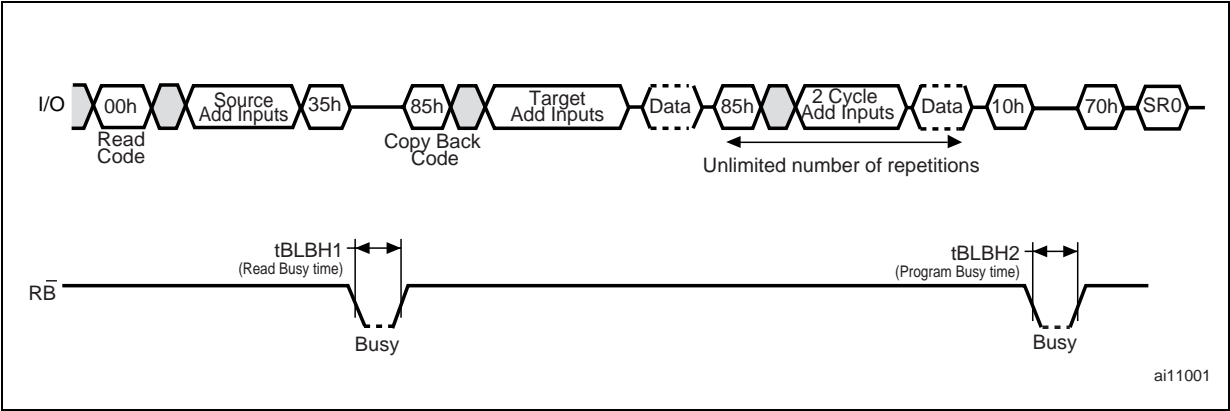 I/O 00h Source Add Inputs 35h 85h Target Add Inputs Data 85h 2 Cycle Add Inputs Data 10h 70h SR0
Read Code
Copy Back Code
Unlimited number of repetitions
tBLBH1
(Read Busy time)
tBLBH2
(Program Busy time)
RB̅
Busy
Busy
ai11001